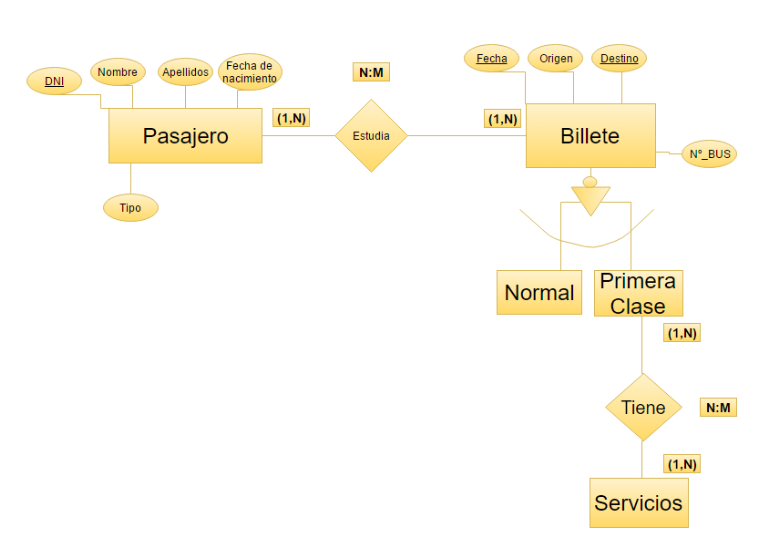 DNI
Nombre
Apellidos
Fecha de
nacimiento
N:M
Fecha
Origen
Destino
Pasajero
(1,N)
Estudia
(1,N)
Billete
Nº_BUS
Tipo
Normal
Primera
Clase
(1,N)
Tiene
N:M
(1,N)
Servicios